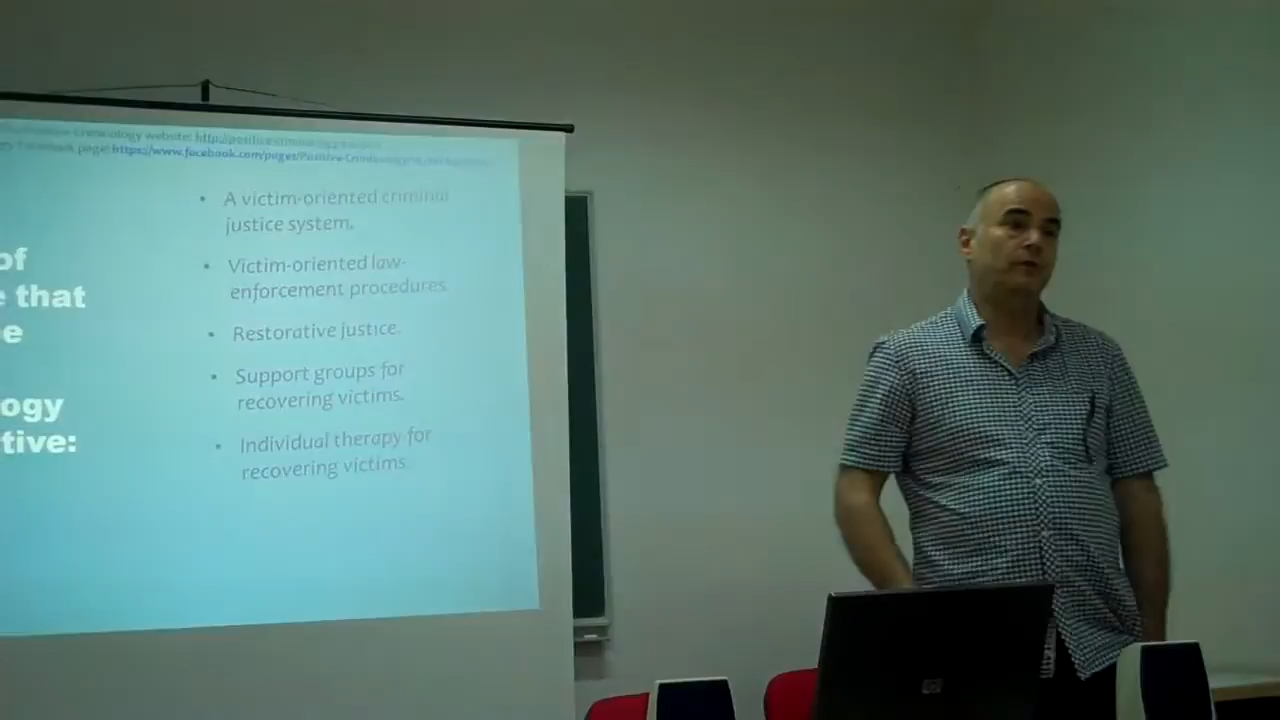 Criminology website: http://positivecriminology
Facebook page: https://www.facebook.com/pages/Positive-Criminology
of
that
e
ogy
tive:
• A victim-oriented criminal
justice system.
• Victim-oriented law-
enforcement procedures.
• Restorative justice.
• Support groups for
recovering victims.
• Individual therapy for
recovering victims.
hp